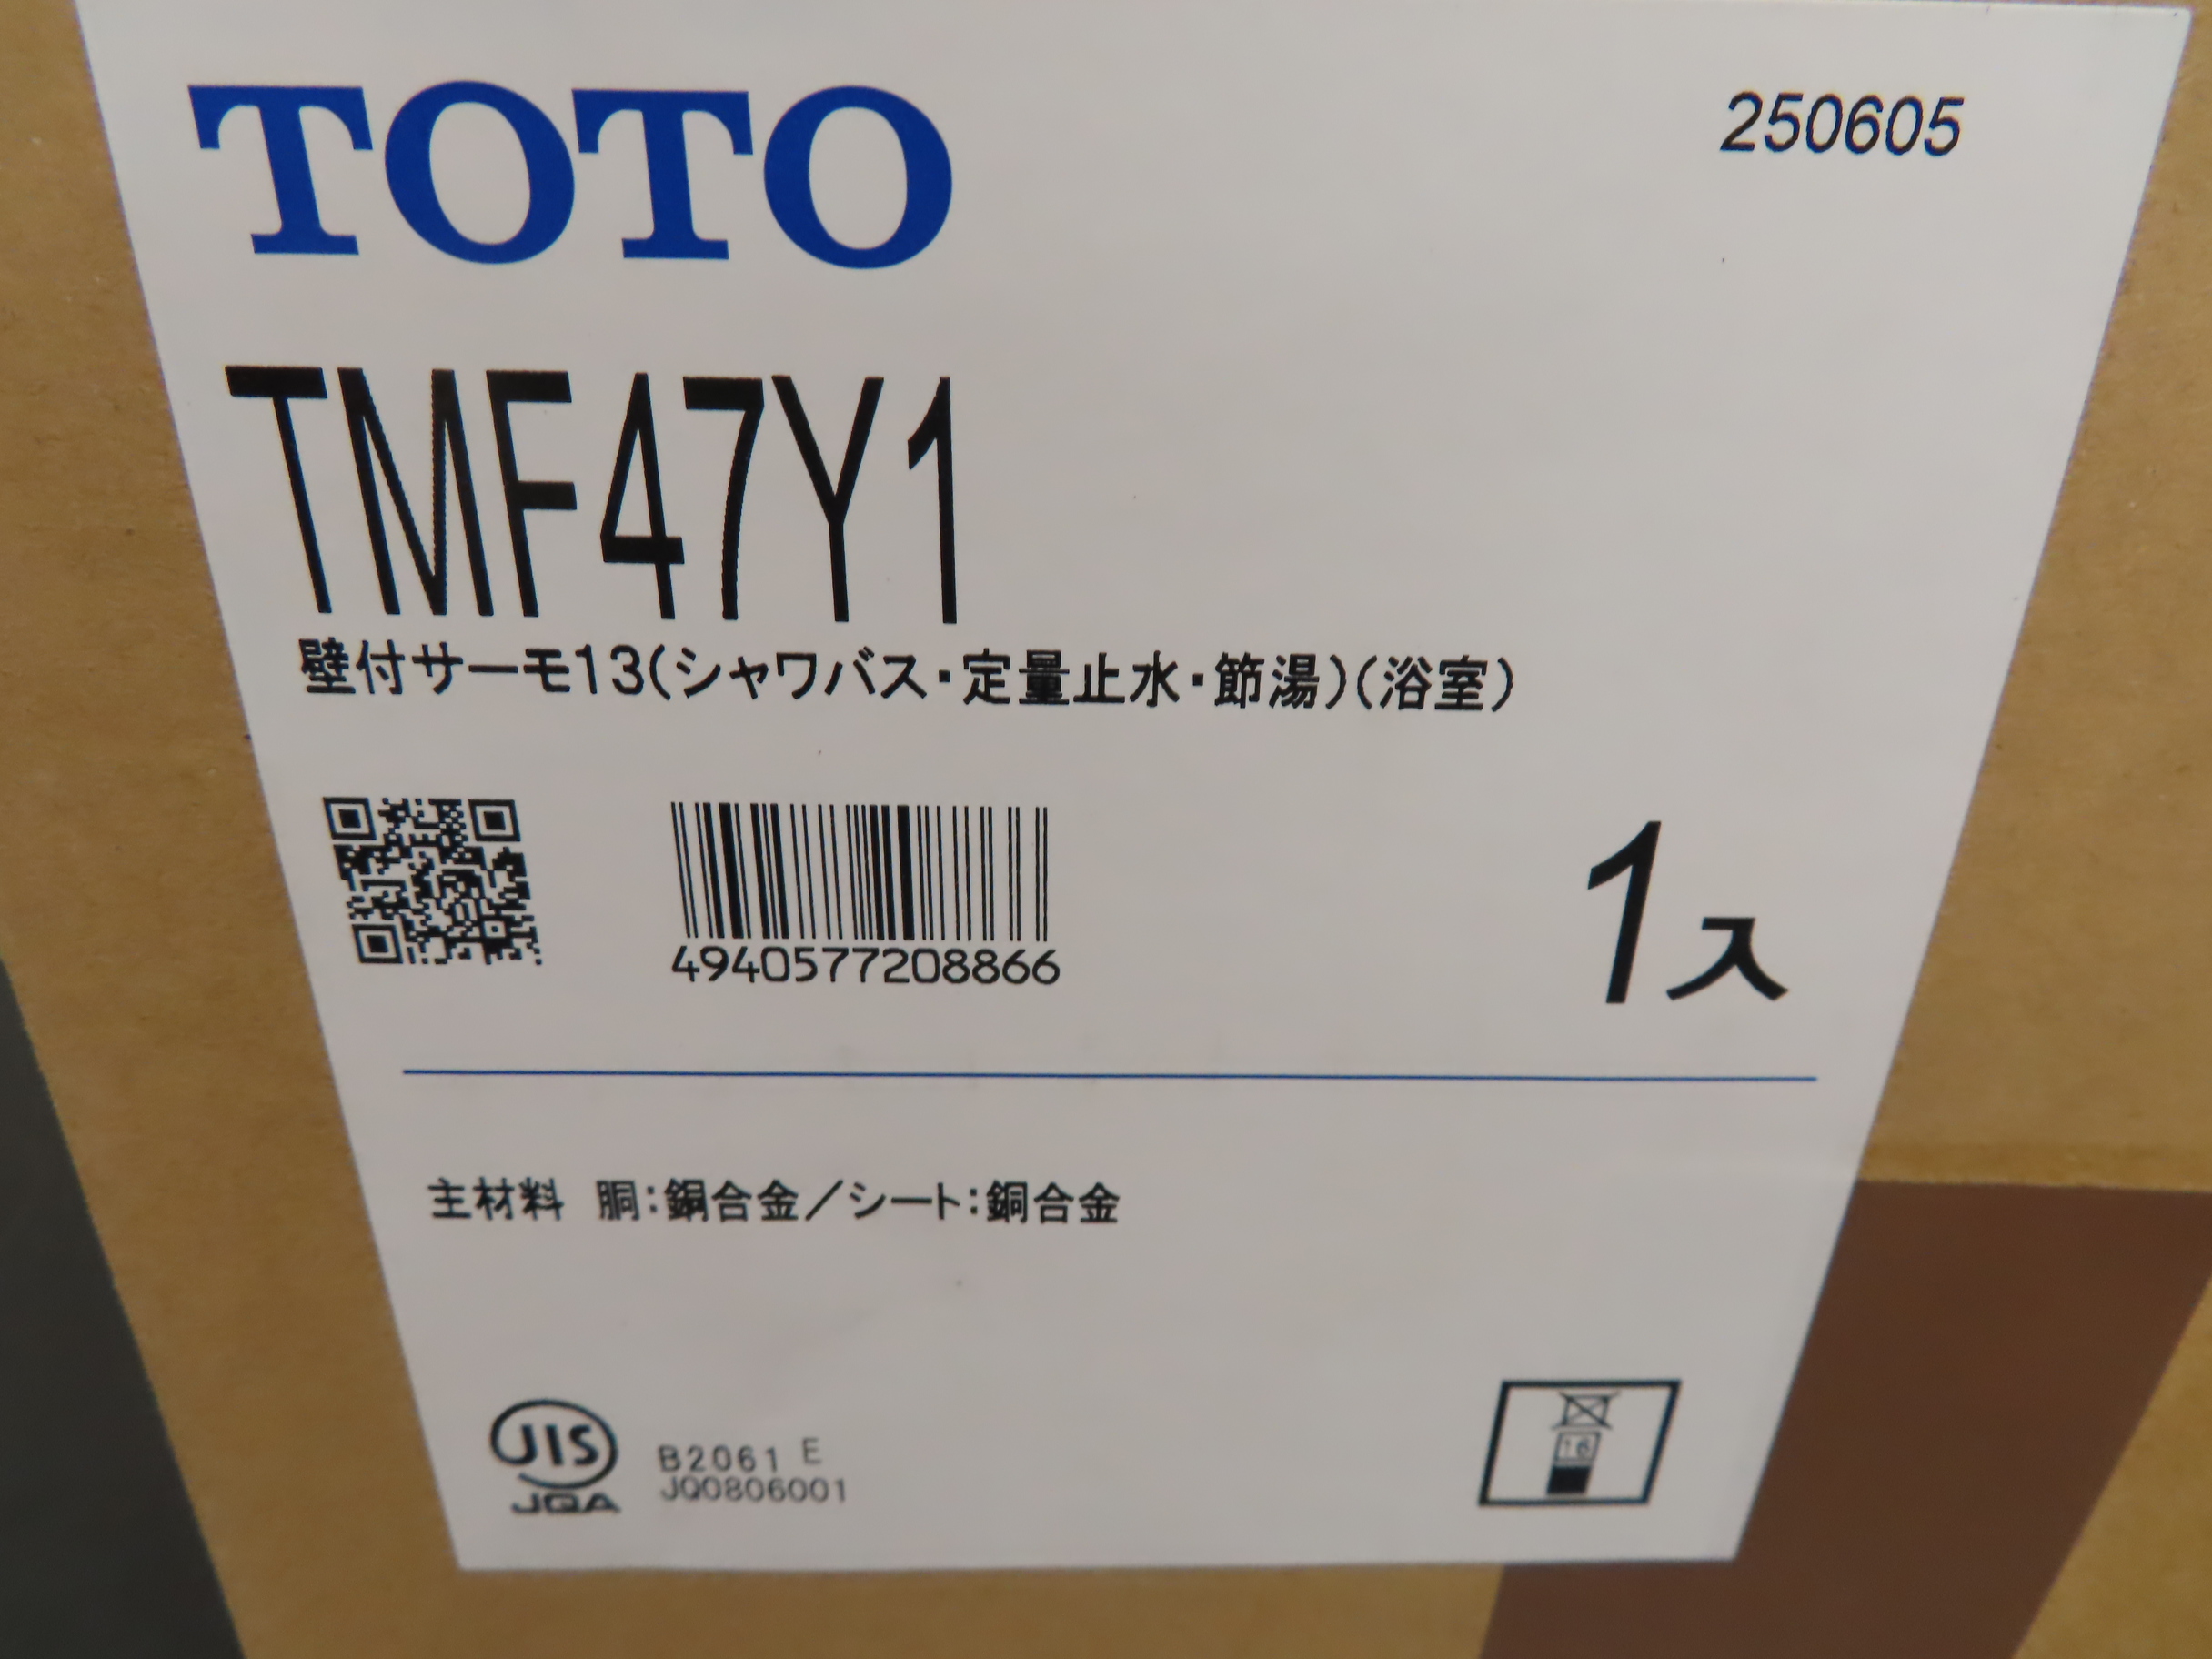 TOTO
250605
TMF47Y1
壁付サーモ13(シャワバス・定量止水・節湯)(浴室)
4940577208866
1入
主材料 胴:銅合金/シート:銅合金
JIS
JQA
B2061 E
JQ0806001
16